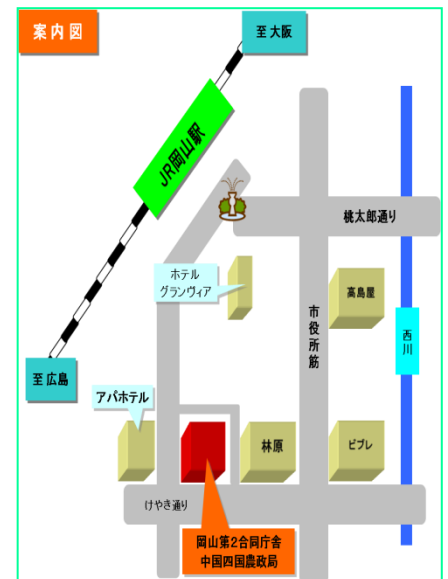 案内図
至大阪
JR岡山駅
桃太郎通り
ホテル
グランヴィア
高島屋
市役所筋
西川
至広島
アパホテル
林原
ビブレ
けやき通り
岡山第2合同庁舎
中国四国農政局